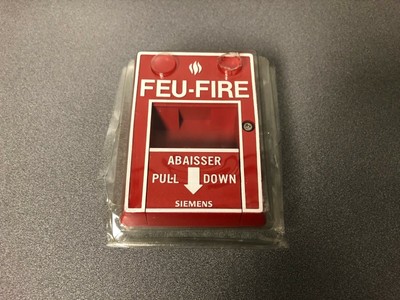 FEU-FIRE
ABAISSER
PULL DOWN
SIEMENS